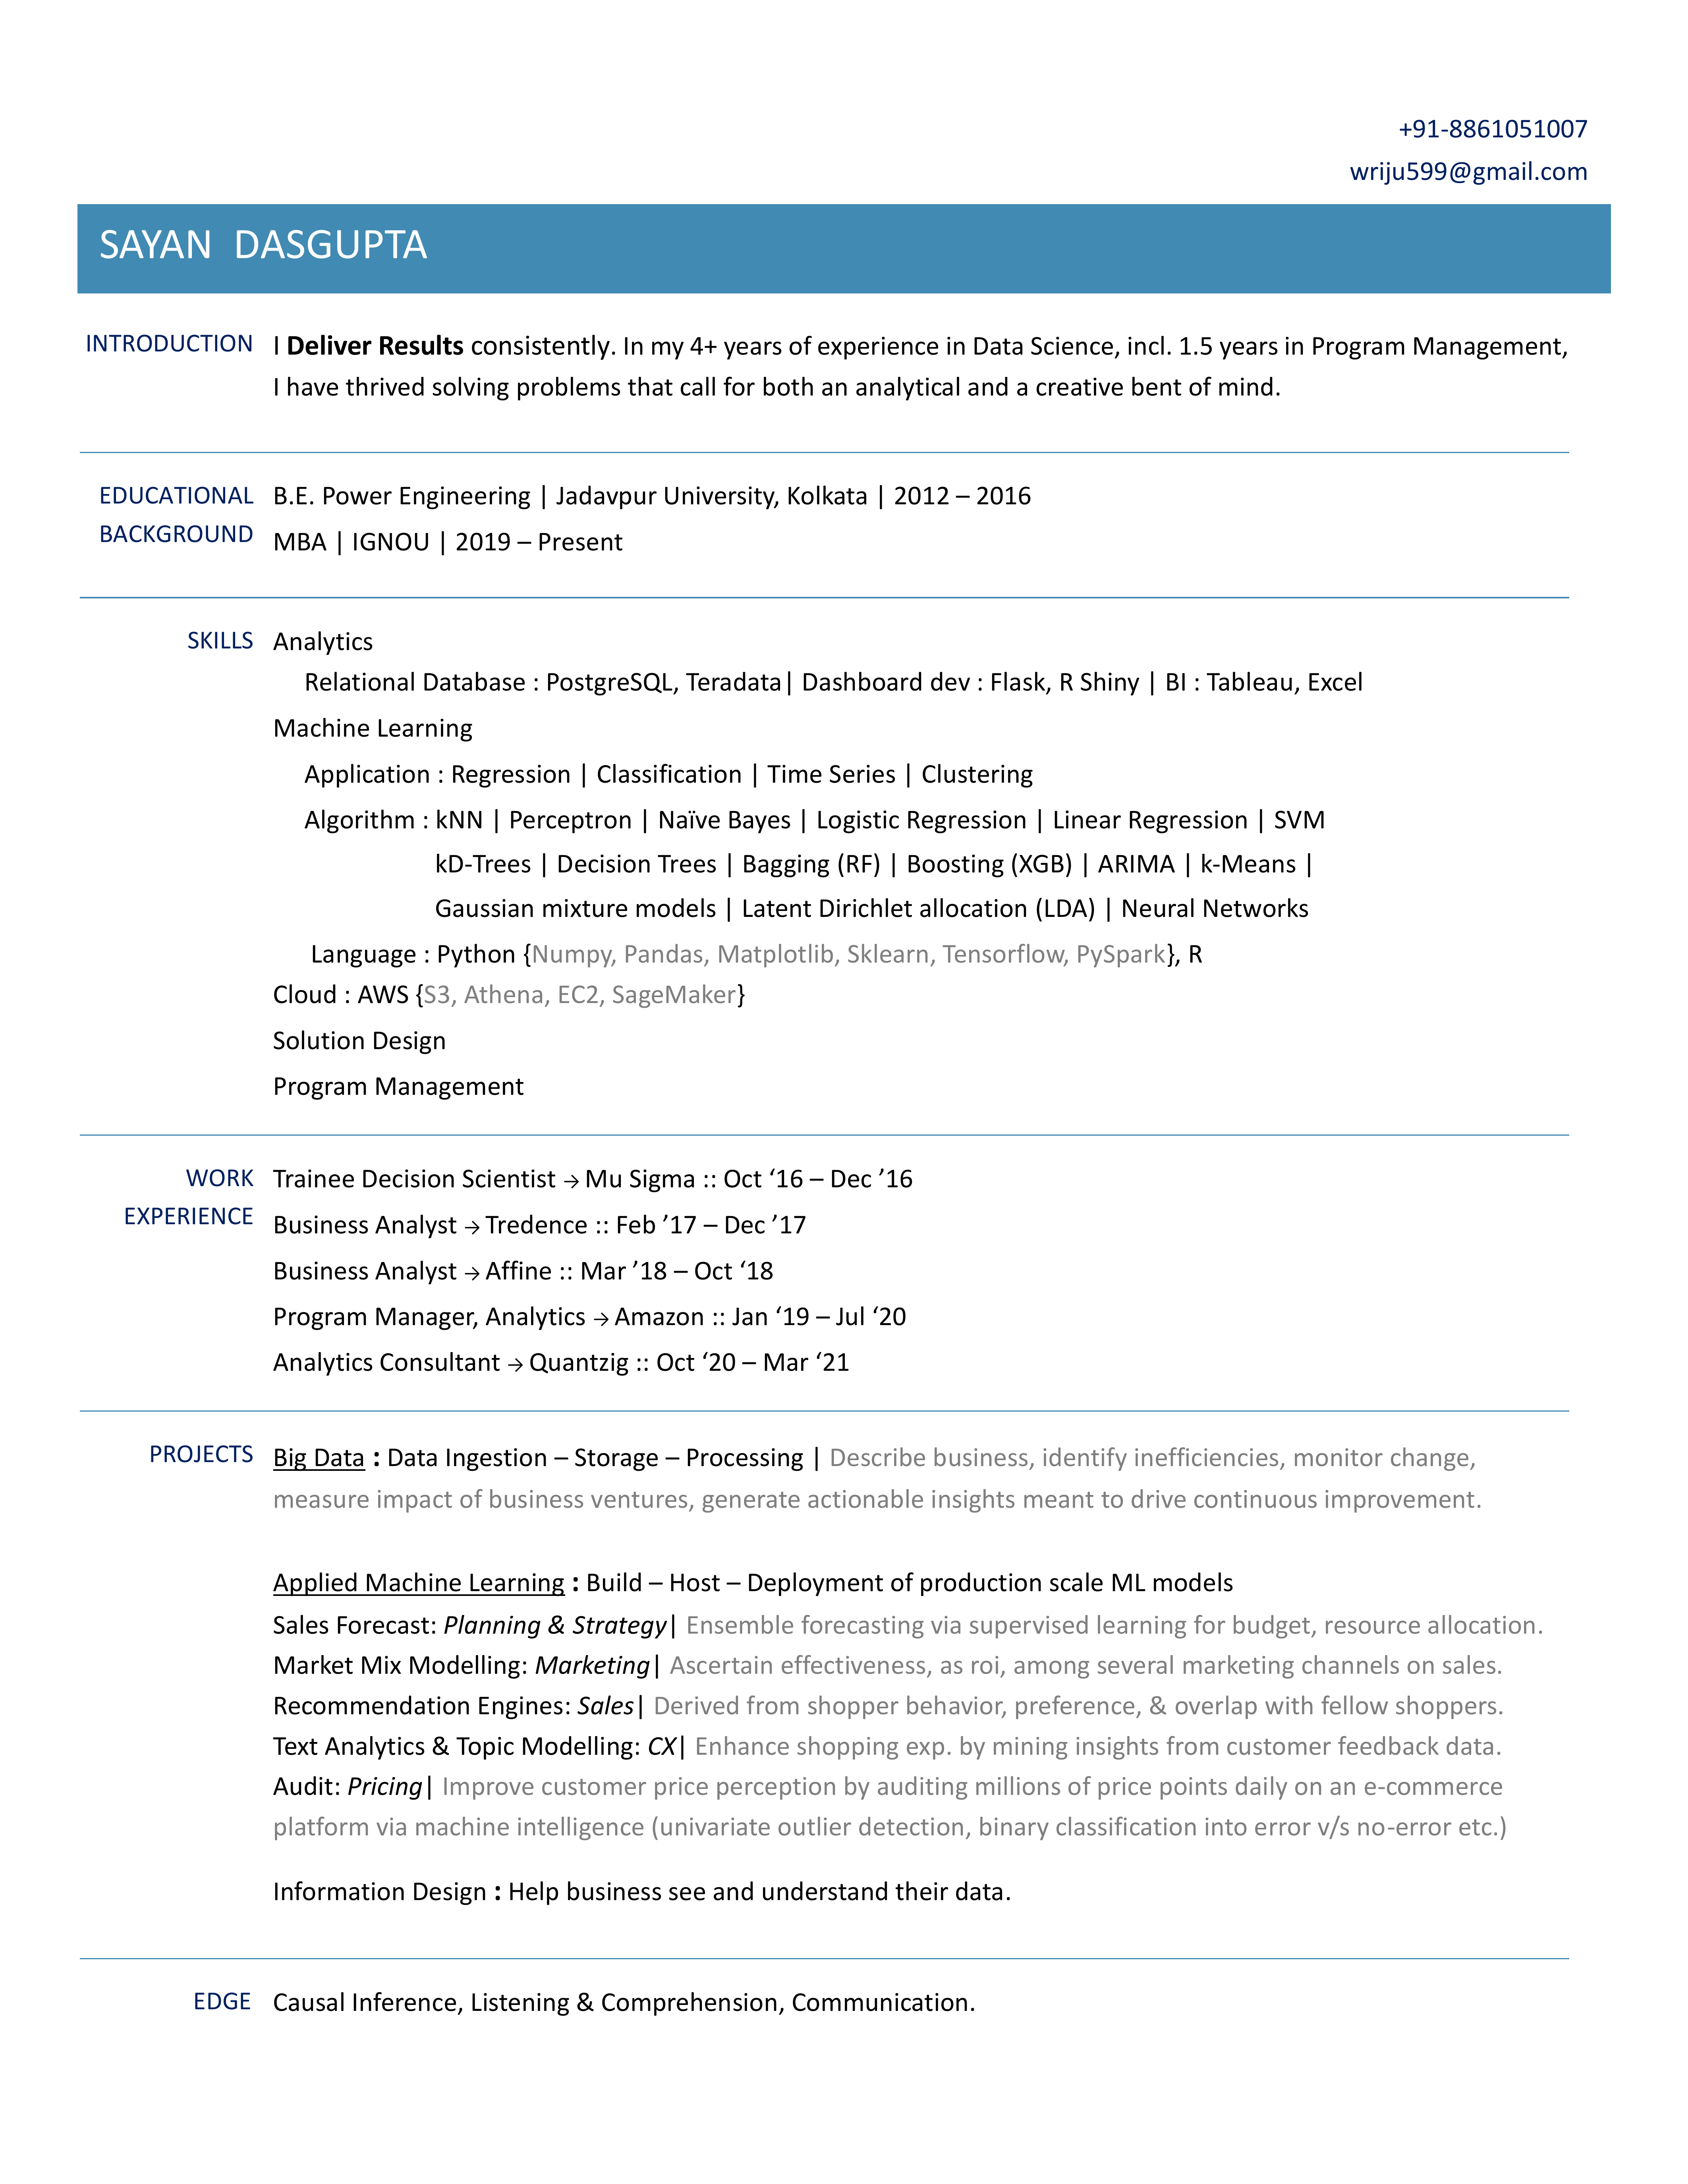 +91-8861051007
wriju599@gmail.com
SAYAN DASGUPTA
INTRODUCTION
I Deliver Results consistently. In my 4+ years of experience in Data Science, incl. 1.5 years in Program Management,
I have thrived solving problems that call for both an analytical and a creative bent of mind.
EDUCATIONAL
BACKGROUND
B.E. Power Engineering | Jadavpur University, Kolkata | 2012 – 2016
MBA | IGNOU | 2019 – Present
SKILLS
Analytics
Relational Database : PostgreSQL, Teradata| Dashboard dev : Flask, R Shiny | BI : Tableau, Excel
Machine Learning
Application : Regression | Classification | Time Series | Clustering
Algorithm : kNN | Perceptron | Naïve Bayes | Logistic Regression | Linear Regression | SVM
kD-Trees | Decision Trees | Bagging (RF) | Boosting (XGB) | ARIMA | k-Means |
Gaussian mixture models | Latent Dirichlet allocation (LDA) | Neural Networks
Language : Python {Numpy, Pandas, Matplotlib, Sklearn, Tensorflow, PySpark}, R
Cloud : AWS {S3, Athena, EC2, SageMaker}
Solution Design
Program Management
WORK
EXPERIENCE
Trainee Decision Scientist → Mu Sigma :: Oct ‘16 – Dec ’16
Business Analyst → Tredence :: Feb ’17 – Dec ’17
Business Analyst → Affine :: Mar ’18 – Oct ‘18
Program Manager, Analytics → Amazon :: Jan ‘19 – Jul ‘20
Analytics Consultant → Quantzig :: Oct ‘20 – Mar ‘21
PROJECTS
Big Data : Data Ingestion – Storage – Processing | Describe business, identify inefficiencies, monitor change,
measure impact of business ventures, generate actionable insights meant to drive continuous improvement.
Applied Machine Learning : Build – Host – Deployment of production scale ML models
Sales Forecast: Planning & Strategy| Ensemble forecasting via supervised learning for budget, resource allocation.
Market Mix Modelling: Marketing| Ascertain effectiveness, as roi, among several marketing channels on sales.
Recommendation Engines: Sales| Derived from shopper behavior, preference, & overlap with fellow shoppers.
Text Analytics & Topic Modelling: CX| Enhance shopping exp. by mining insights from customer feedback data.
Audit: Pricing| Improve customer price perception by auditing millions of price points daily on an e-commerce
platform via machine intelligence (univariate outlier detection, binary classification into error v/s no-error etc.)
Information Design : Help business see and understand their data.
EDGE
Causal Inference, Listening & Comprehension, Communication.